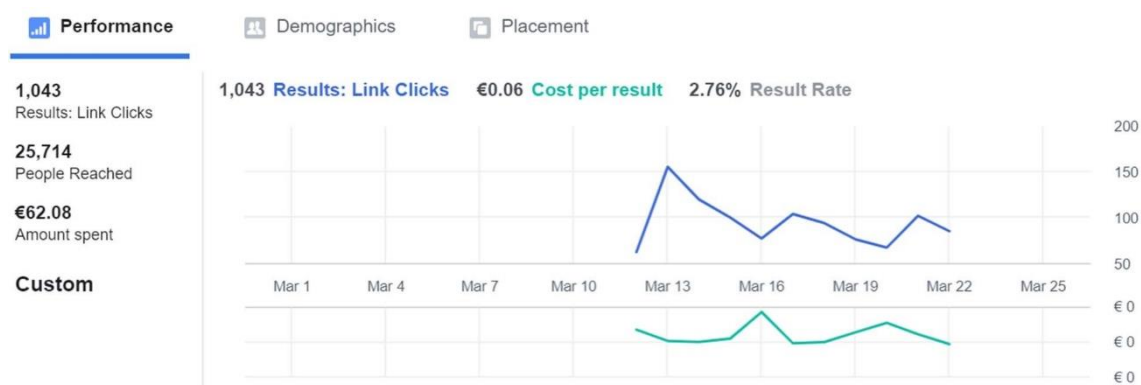 Performance Demographics Placement
1,043
Results: Link Clicks
25,714
People Reached
€62.08
Amount spent
Custom
1,043 Results: Link Clicks €0.06 Cost per result 2.76% Result Rate
200
150
100
50
Mar 1 Mar 4 Mar 7 Mar 10 Mar 13 Mar 16 Mar 19 Mar 22 Mar 25
€ 0
€ 0
€ 0